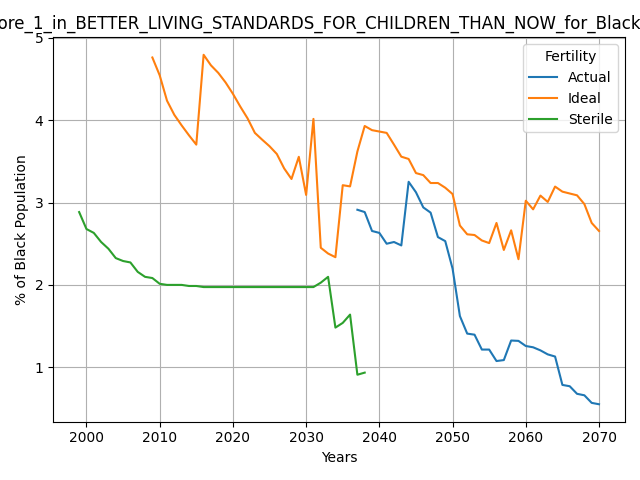 ore_1_in_BETTER_LIVING_STANDARDS_FOR_CHILDREN_THAN_NOW_for_Black
Fertility
Actual
Ideal
Sterile
% of Black Population
5
4
3
2
1
2000 2010 2020 2030 2040 2050 2060 2070
Years